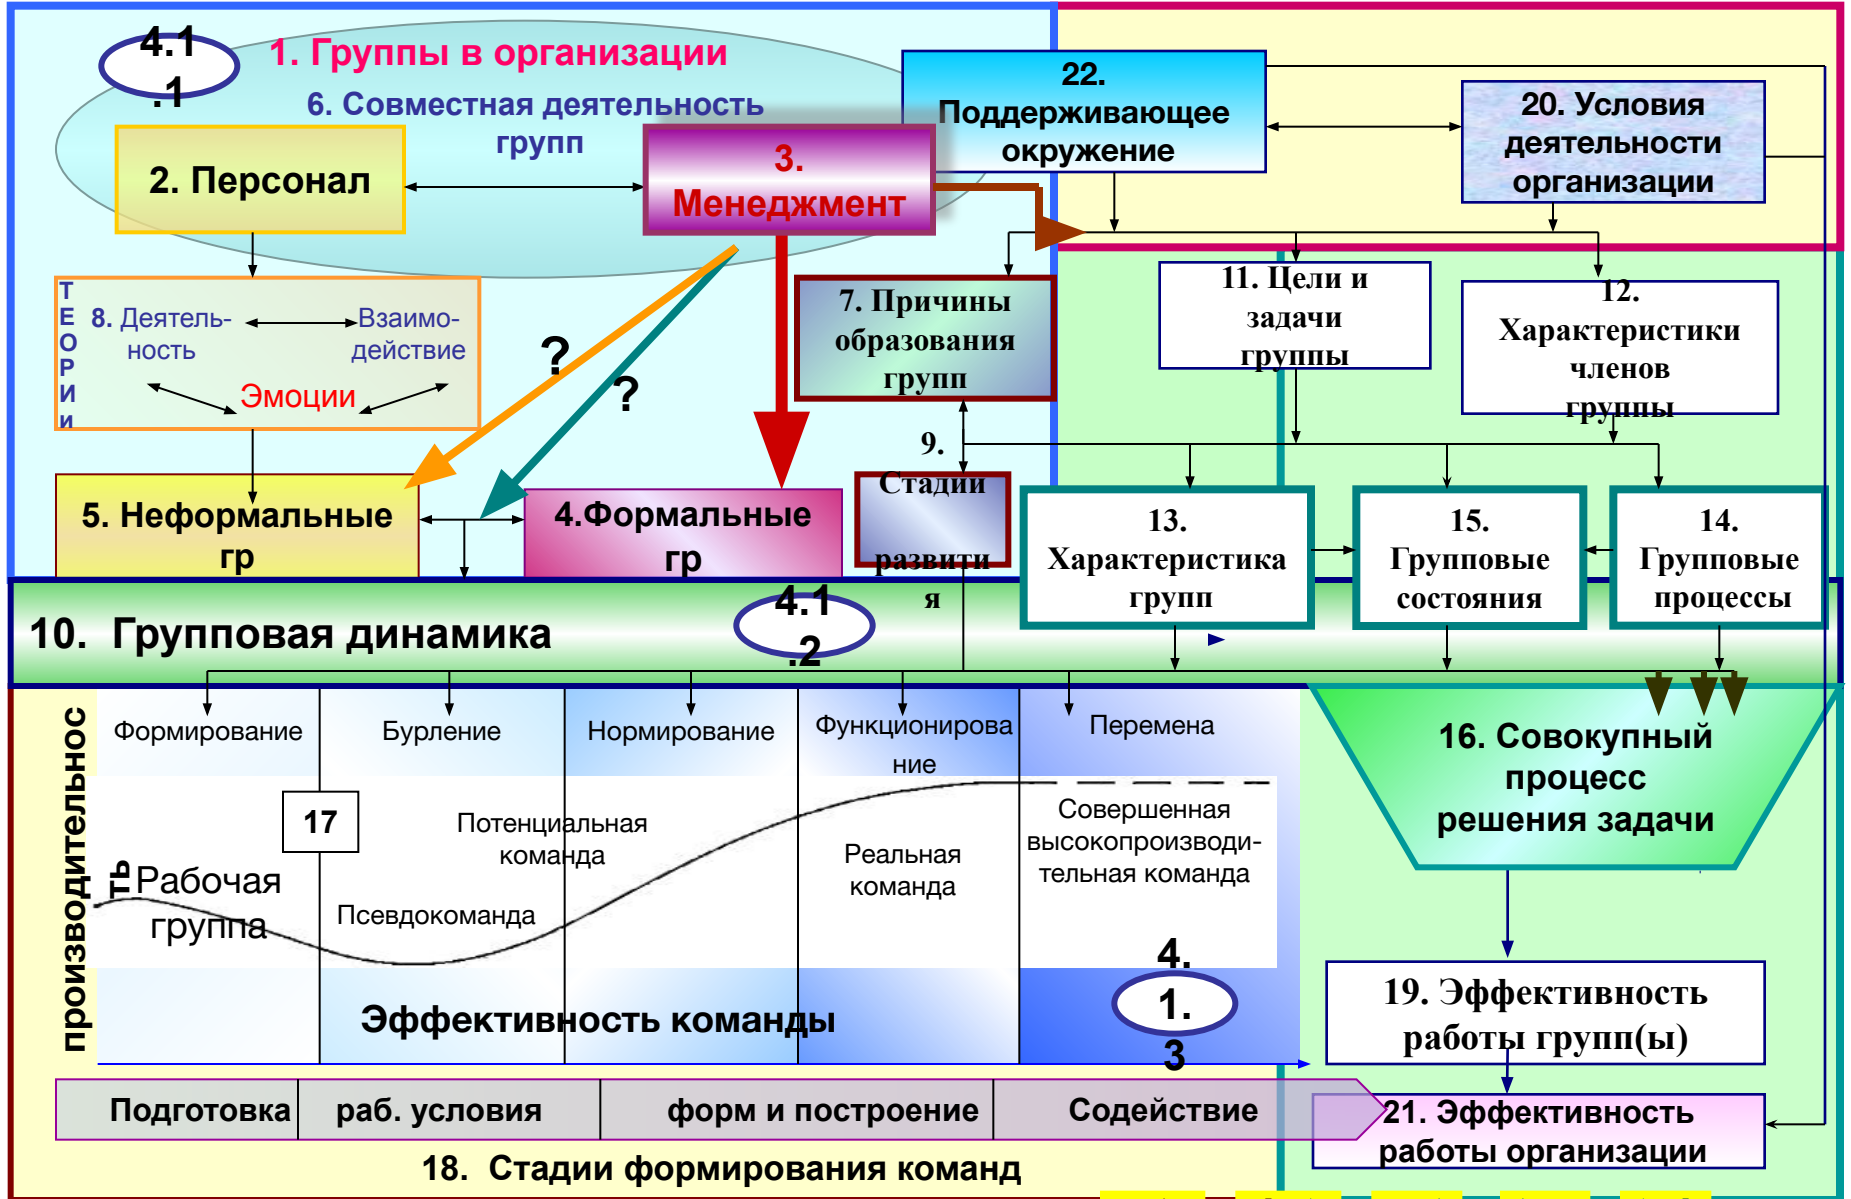 4.1
.1
1. Группы в организации
6. Совместная деятельность
групп
2. Персонал
3.
Менеджмент
22.
Поддерживающее
окружение
20. Условия
деятельности
организации
ТЕОРИИ
и
8. Деятель-
ность
Взаимо-
действие
Эмоции
?
?
7. Причины
образования
групп
11. Цели и
задачи
группы
12.
Характеристики
членов
группы
5. Неформальные
гр
4.Формальные
гр
9.
Стадии
развити
я
13.
Характеристика
групп
15.
Групповые
состояния
14.
Групповые
процессы
10. Групповая динамика
4.1
.2
производительнос
ть
Формирование
Бурление
Нормирование
Функционирова
ние
Перемена
17
Рабочая
группа
Псевдокоманда
Потенциальная
команда
Реальная
команда
Совершенная
высокопроизводи-
тельная команда
Эффективность команды
4.
1.
3
16. Совокупный
процесс
решения задачи
19. Эффективность
работы групп(ы)
Подготовка
раб. условия
форм и построение
Содействие
21. Эффективность
работы организации
18. Стадии формирования команд